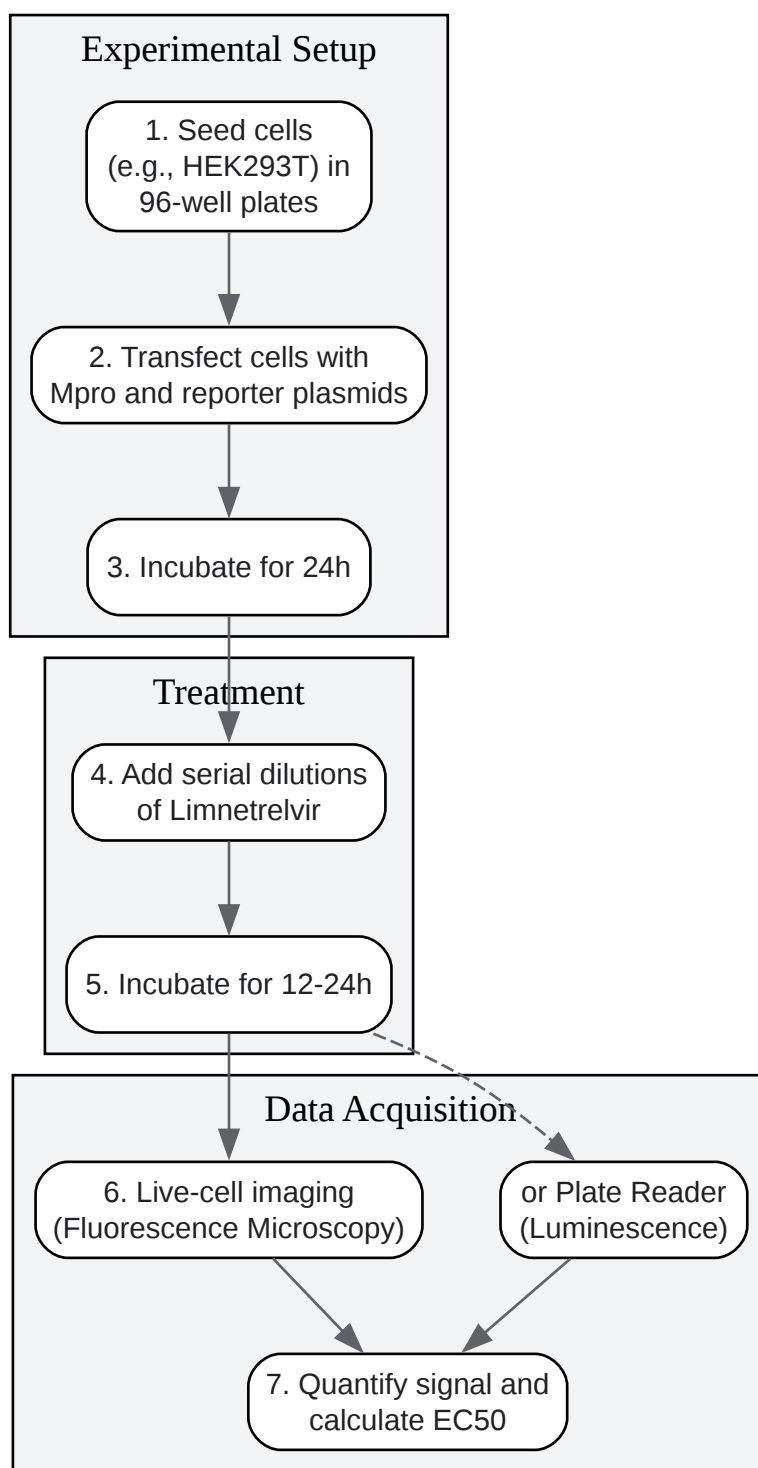 Experimental Setup
1. Seed cells
(e.g., HEK293T) in
96-well plates
2. Transfect cells with
Mpro and reporter plasmids
3. Incubate for 24h
Treatment
4. Add serial dilutions
of Limnetrelvir
5. Incubate for 12-24h
Data Acquisition
6. Live-cell imaging
(Fluorescence Microscopy)
or Plate Reader
(Luminescence)
7. Quantify signal and
calculate EC50